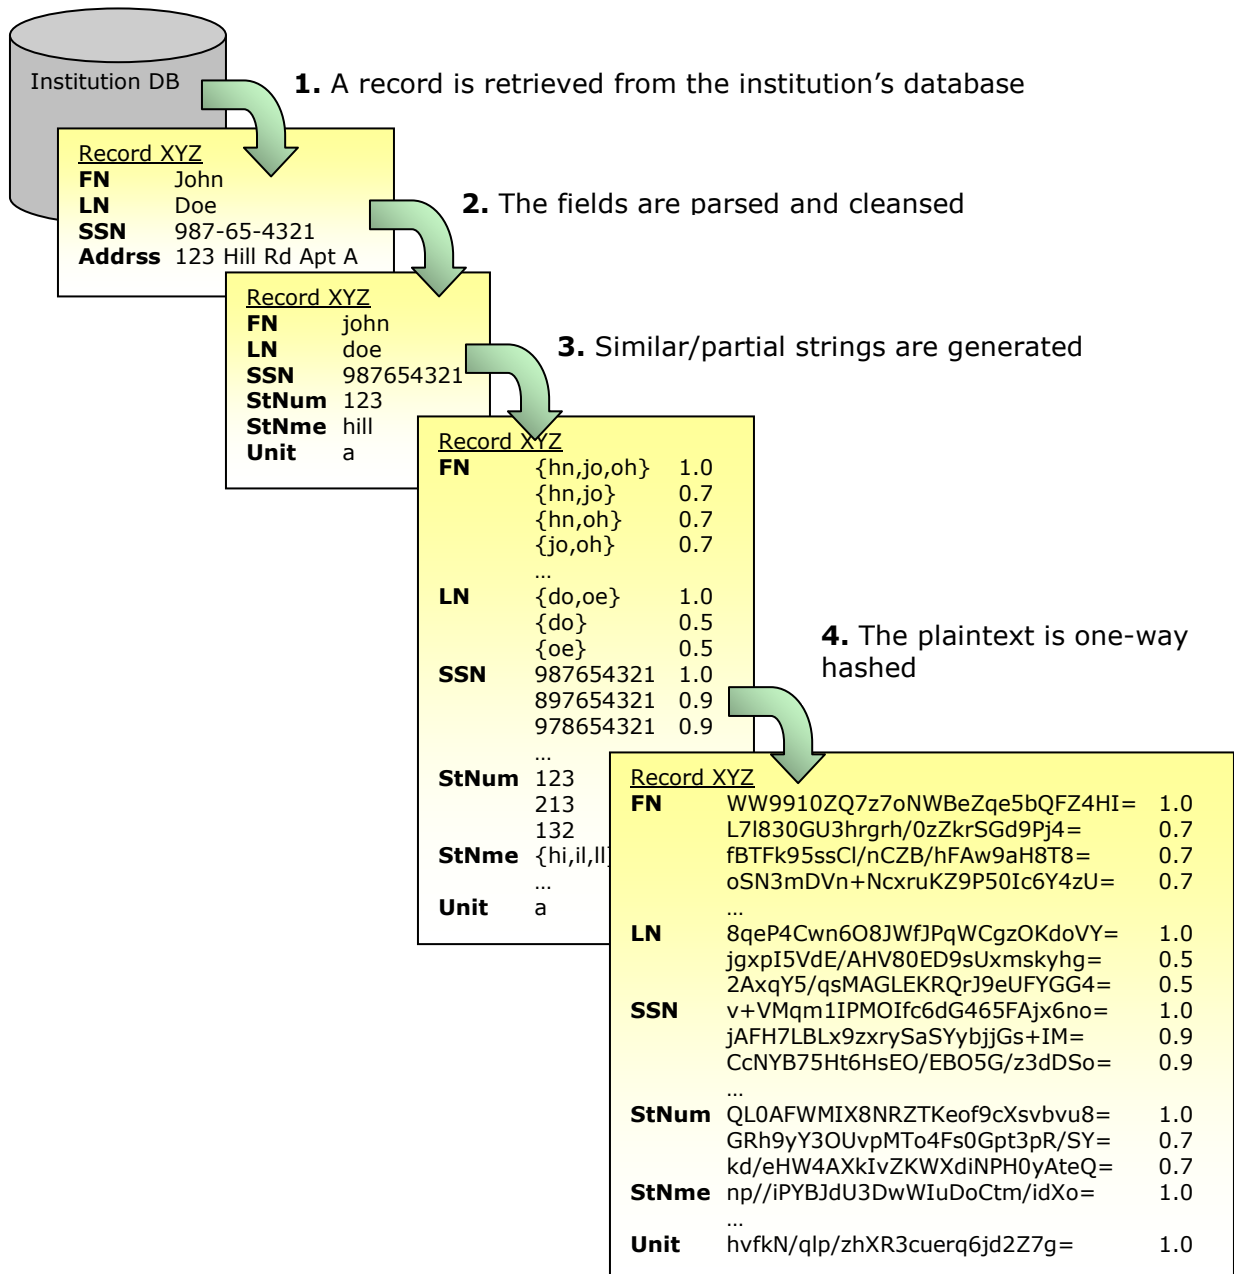 Institution DB
1. A record is retrieved from the institution's database
Record XYZ
FN John
LN Doe
SSN 987-65-4321
Addrss 123 Hill Rd Apt A
2. The fields are parsed and cleansed
Record XYZ
FN john
LN doe
SSN 987654321
StNum 123
StNme hill
Unit a
3. Similar/partial strings are generated
Record XYZ
FN {hn,jo,oh} 1.0
{hn,jo} 0.7
{hn,oh} 0.7
{jo,oh} 0.7
…
LN {do,oe} 1.0
{do} 0.5
{oe} 0.5
SSN 987654321 1.0
897654321 0.9
978654321 0.9
…
StNum 123
213
132
StNme {hi,il,ll}
…
Unit a
4. The plaintext is one-way
hashed
Record XYZ
FN WW9910ZQ7z7oNWBeZqe5bQFZ4HI= 1.0
L7l830GU3hrgrh/0zZkrSGd9Pj4= 0.7
fBTFk95ssCl/nCZB/hFAw9aH8T8= 0.7
oSN3mDVn+NcxruKZ9P50Ic6Y4zU= 0.7
…
LN 8qeP4Cwn6O8JWfJPqWCgzOKdoVY= 1.0
jgxpI5VdE/AHV80ED9sUxmskyhg= 0.5
2AxqY5/qsMAGLEKRQrJ9eUFYGG4= 0.5
SSN v+VMqm1IPMOIfc6dG465FAjx6no= 1.0
jAFH7LBLx9zxrySaSYybjjGs+IM= 0.9
CcNYB75Ht6HsEO/EBO5G/z3dDSo= 0.9
…
StNum QL0AFWMIX8NRZTKeof9cXsvbvu8= 1.0
GRh9yY3OUvpMTo4Fs0Gpt3pR/SY= 0.7
kd/eHW4AXkIvZKWXdiNPH0yAteQ= 0.7
StNme np//iPYBJdU3DwWIuDoCtm/idXo= 1.0
…
Unit hvfkN/qlp/zhXR3cuerq6jd2Z7g= 1.0